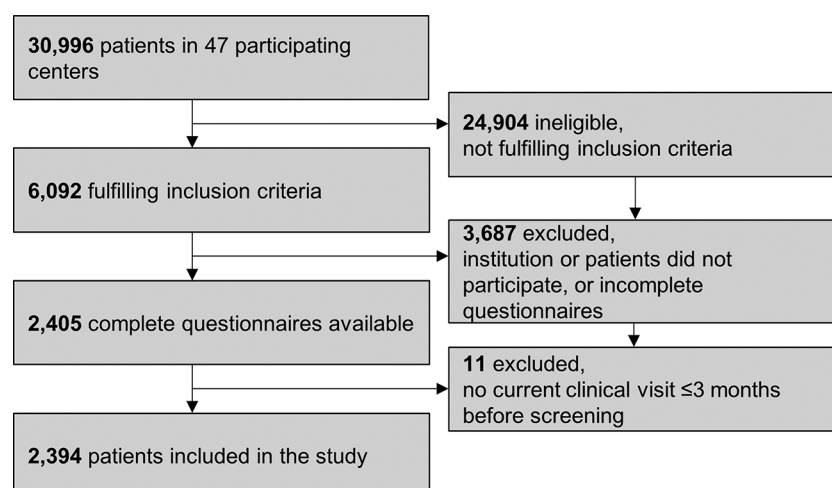 30,996 patients in 47 participating
centers
24,904 ineligible,
not fulfilling inclusion criteria
6,092 fulfilling inclusion criteria
3,687 excluded,
institution or patients did not
participate, or incomplete
questionnaires
2,405 complete questionnaires available
11 excluded,
no current clinical visit ≤3 months
before screening
2,394 patients included in the study